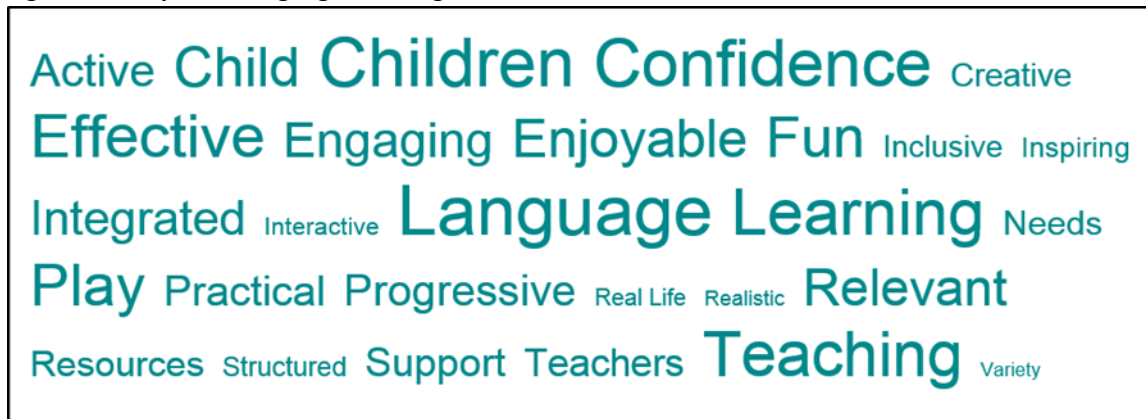 Active Child Children Confidence Creative
Effective Engaging Enjoyable Fun Inclusive Inspiring
Integrated Interactive Language Learning Needs
Play Practical Progressive Real Life Realistic Relevant
Resources Structured Support Teachers Teaching Variety